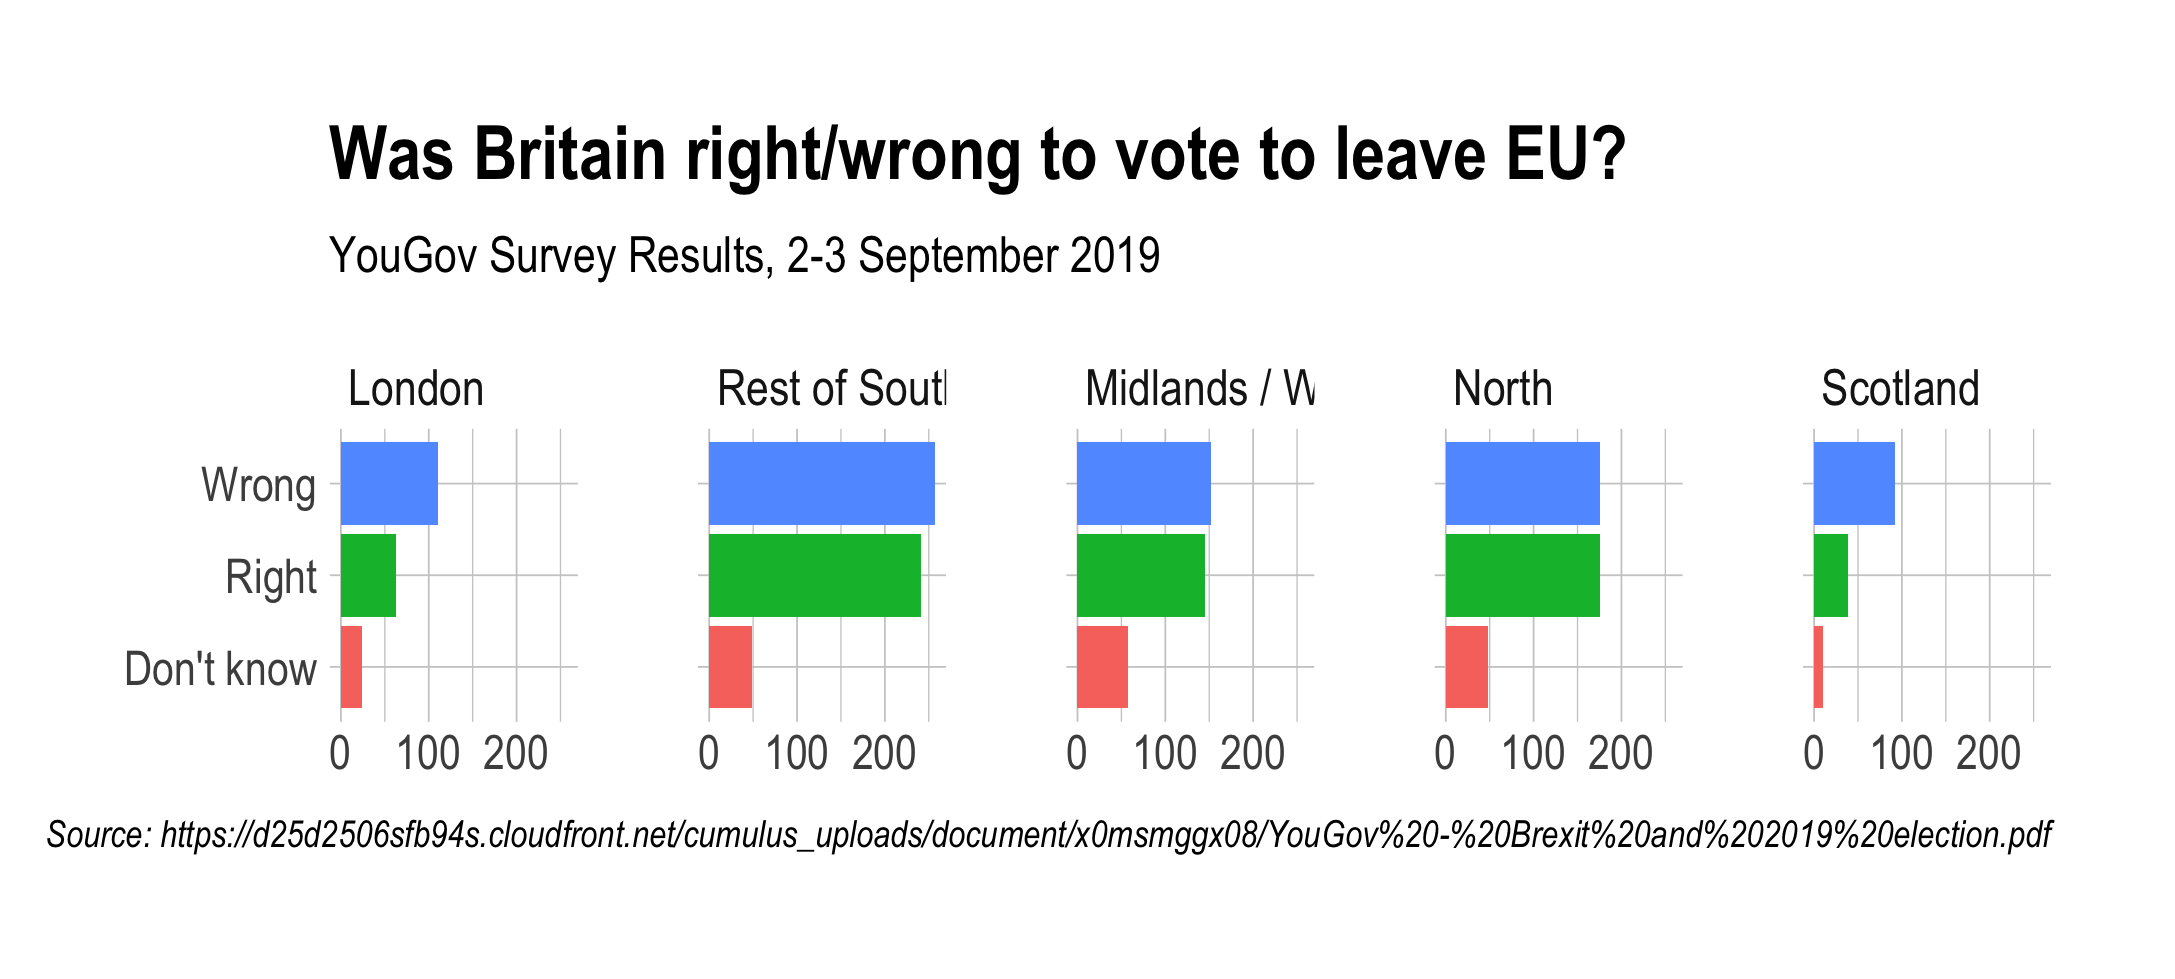 Was Britain right/wrong to vote to leave EU?
YouGov Survey Results, 2-3 September 2019
London Rest of Sout Midlands / North Scotland
Wrong
Right
Don't know
0 100 200 0 100 200 0 100 200 0 100 200 0 100 200
Source: https://d25d2506sfb94s.cloudfront.net/cumulus_uploads/document/x0msmggx08/YouGov%20-%20Brexit%20and%202019%20election.pdf